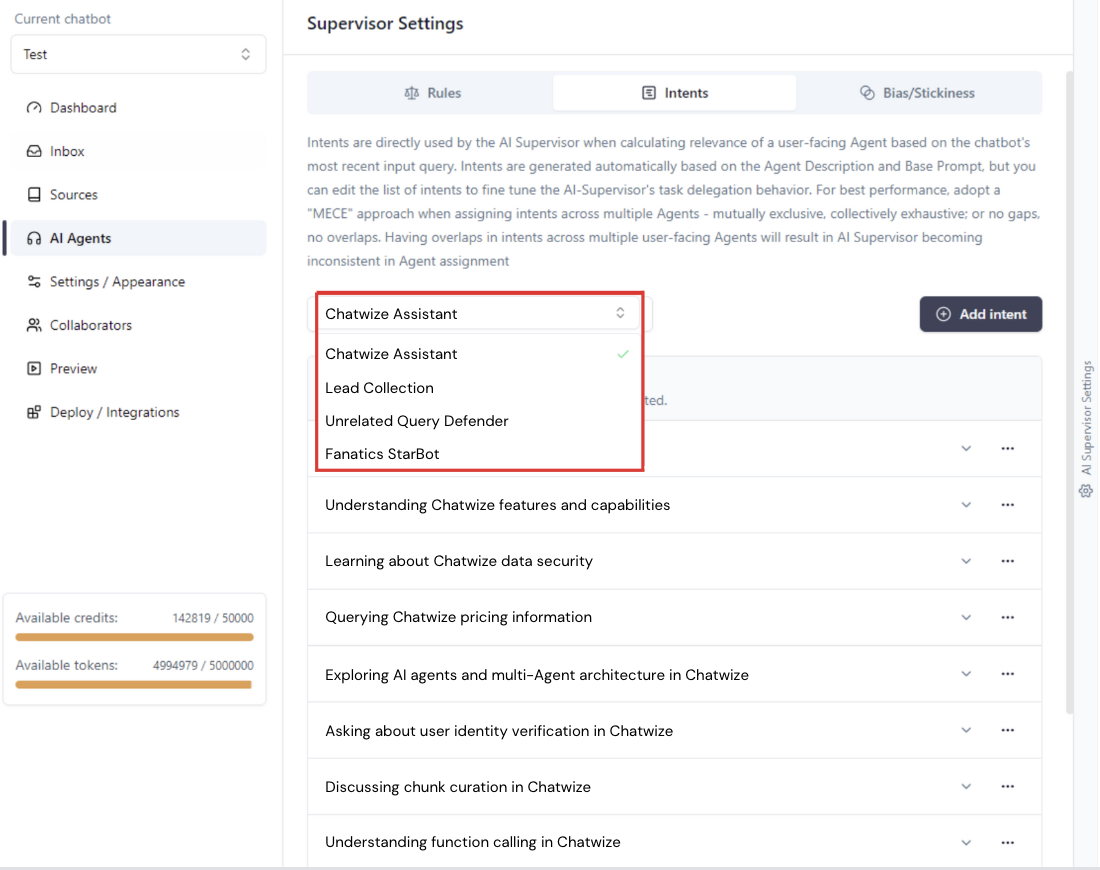 Current chatbot
Test
Dashboard
Inbox
Sources
AI Agents
Settings / Appearance
Collaborators
Preview
Deploy / Integrations
Available credits: 142819 / 50000
Available tokens: 4994979 / 5000000
Supervisor Settings
Rules Intents Bias/Stickiness
Intents are directly used by the AI Supervisor when calculating relevance of a user-facing Agent based on the chatbot's
most recent input query. Intents are generated automatically based on the Agent Description and Base Prompt, but you
can edit the list of intents to fine tune the AI-Supervisor's task delegation behavior. For best performance, adopt a
"MECE" approach when assigning intents across multiple Agents - mutually exclusive, collectively exhaustive; or no gaps,
no overlaps. Having overlaps in intents across multiple user-facing Agents will result in AI Supervisor becoming
inconsistent in Agent assignment
Chatwize Assistant
Add intent
Chatwize Assistant
Lead Collection
Unrelated Query Defender
Fanatics StarBot
Understanding Chatwize features and capabilities
Learning about Chatwize data security
Querying Chatwize pricing information
Exploring AI agents and multi-Agent architecture in Chatwize
Asking about user identity verification in Chatwize
Discussing chunk curation in Chatwize
Understanding function calling in Chatwize
AI Supervisor Settings